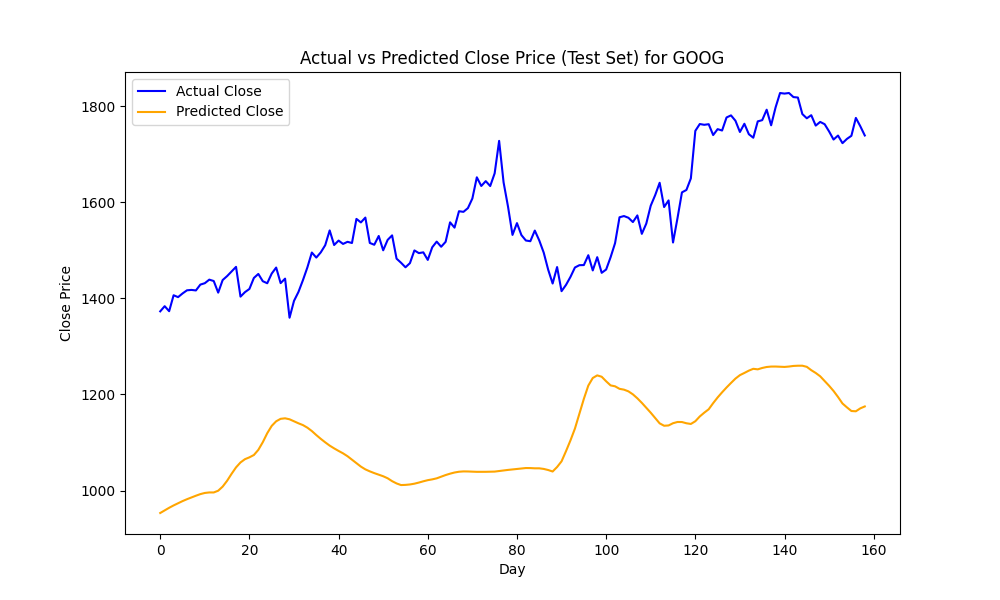 Actual vs Predicted Close Price (Test Set) for GOOG
Actual Close
Predicted Close
Close Price
1800
1600
1400
1200
1000
0 20 40 60 80 100 120 140 160
Day